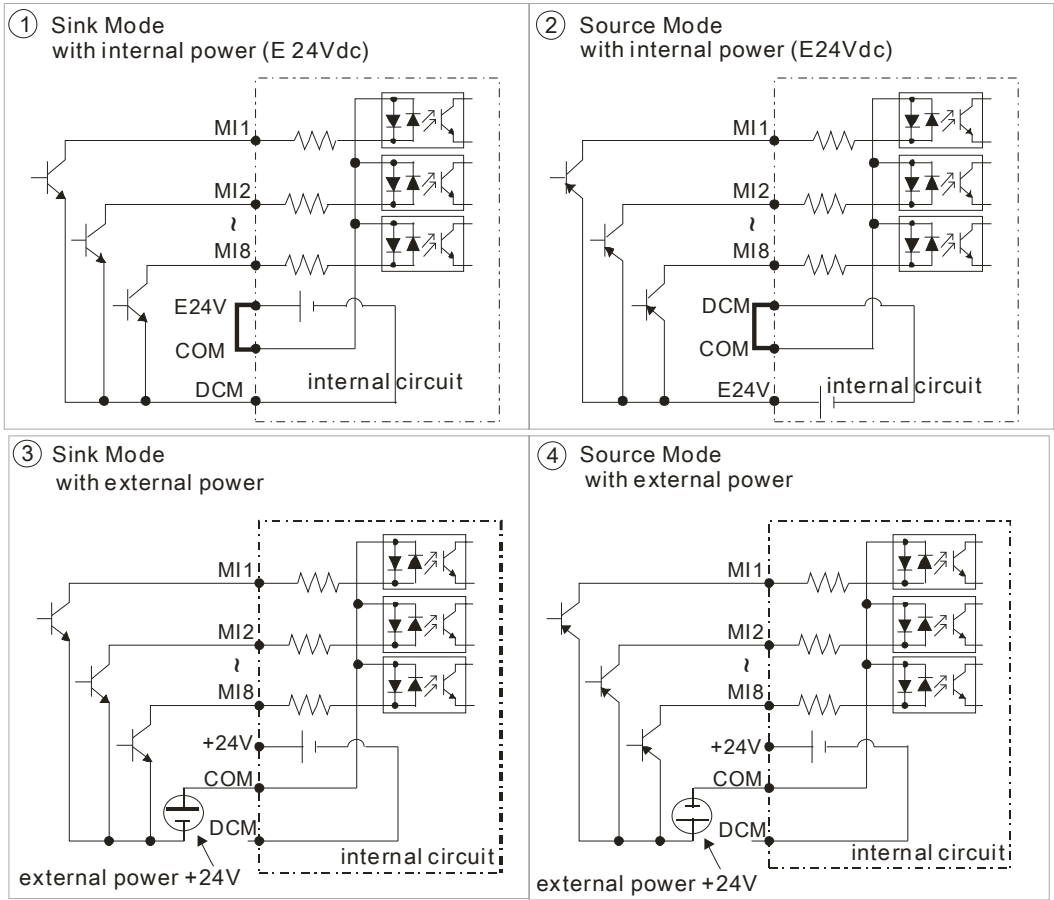 1 Sink Mode
with internal power (E 24Vdc)
MI1
MI2
~
MI8
E24V
COM
DCM
internal circuit
2 Source Mode
with internal power (E24Vdc)
MI1
MI2
~
MI8
DCM
COM
E24V
internal circuit
3 Sink Mode
with external power
MI1
MI2
~
MI8
+24V
COM
DCM
internal circuit
external power +24V
4 Source Mode
with external power
MI1
MI2
~
MI8
+24V
COM
DCM
internal circuit
external power +24V